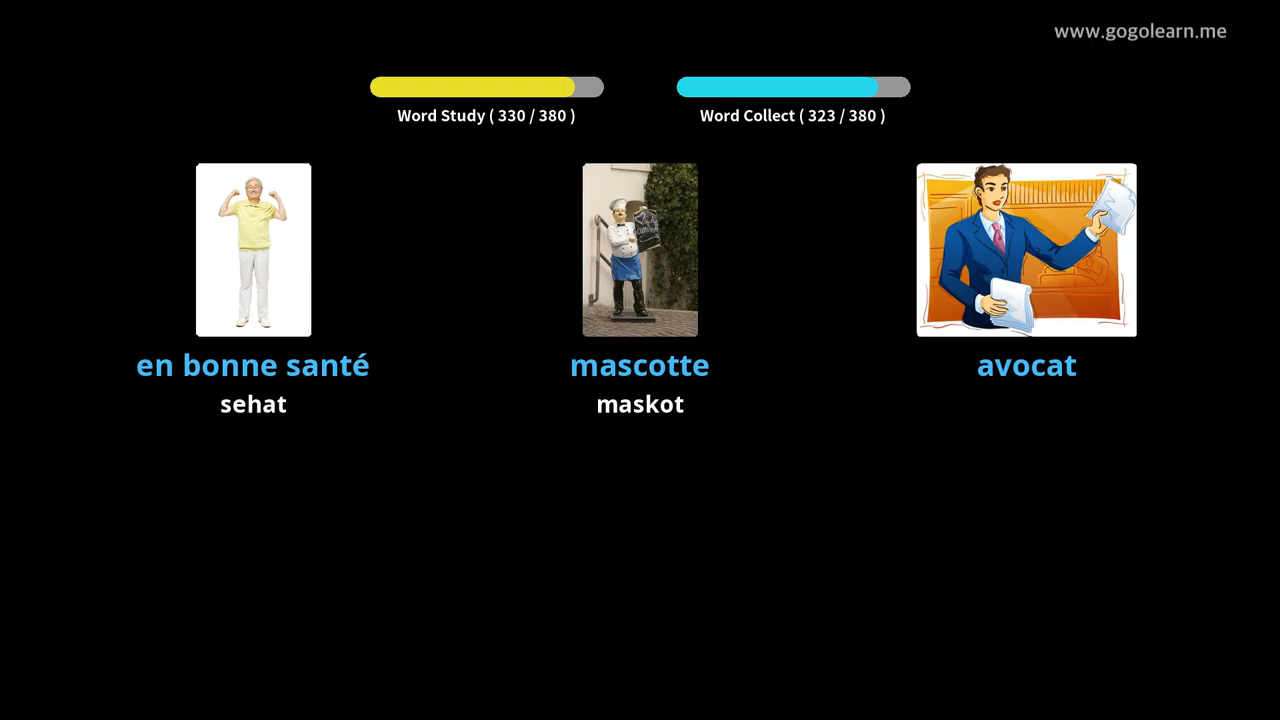 www.gogolearn.me
Word Study ( 330 / 380 )
Word Collect ( 323 / 380 )
en bonne santé
mascotte
avocat
sehat
maskot